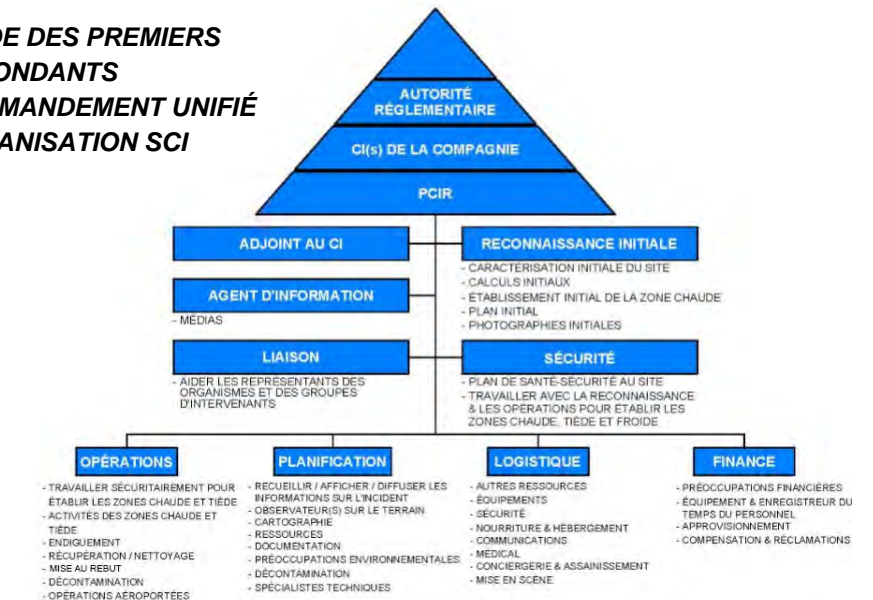 DE DES PREMIERS
ONDANTS
MANDEMENT UNIFIÉ
ANISATION SCI
AUTORITÉ
RÉGLEMENTAIRE
CI(s) DE LA COMPAGNIE
PCIR
ADJOINT AU CI
RECONNAISSANCE INITIALE
- CARACTÉRISATION INITIALE DU SITE
- CALCULS INITIAUX
- ÉTABLISSEMENT INITIAL DE LA ZONE CHAUDE
- PLAN INITIAL
- PHOTOGRAPHIES INITIALES
AGENT D'INFORMATION
- MÉDIAS
LIAISON
- AIDER LES REPRÉSENTANTS DES
ORGANISMES ET DES GROUPES
D'INTERVENANTS
SÉCURITÉ
- PLAN DE SANTÉ-SÉCURITÉ AU SITE
- TRAVAILLER AVEC LA RECONNAISSANCE
& LES OPÉRATIONS POUR ÉTABLIR LES
ZONES CHAUDE, TIÈDE ET FROIDE
OPÉRATIONS
- TRAVAILLER SÉCURITAIREMENT POUR
ÉTABLIR LES ZONES CHAUDE ET TIÈDE
- ACTIVITÉS DES ZONES CHAUDE ET
TIÈDE
- ENDIGUEMENT
- RÉCUPÉRATION / NETTOYAGE
- MISE AU REBUT
- DÉCONTAMINATION
- OPÉRATIONS AÉROPORTÉES
PLANIFICATION
- RECUEILLIR / AFFICHER / DIFFUSER LES
INFORMATIONS SUR L'INCIDENT
- OBSERVATEUR(S) SUR LE TERRAIN
- CARTOGRAPHIE
- RESSOURCES
- DOCUMENTATION
- PRÉOCCUPATIONS ENVIRONNEMENTALES
- DÉCONTAMINATION
- SPÉCIALISTES TECHNIQUES
LOGISTIQUE
- AUTRES RESSOURCES
- ÉQUIPEMENTS
- SÉCURITÉ
- NOURRITURE & HÉBERGEMENT
- COMMUNICATIONS
- MÉDICAL
- CONCIERGERIE & ASSAINISSEMENT
- MISE EN SCÈNE
FINANCE
- PRÉOCCUPATIONS FINANCIÈRES
- ÉQUIPEMENT & ENREGISTREUR DU
TEMPS DU PERSONNEL
- APPROVISIONNEMENT
- COMPENSATION & RÉCLAMATIONS